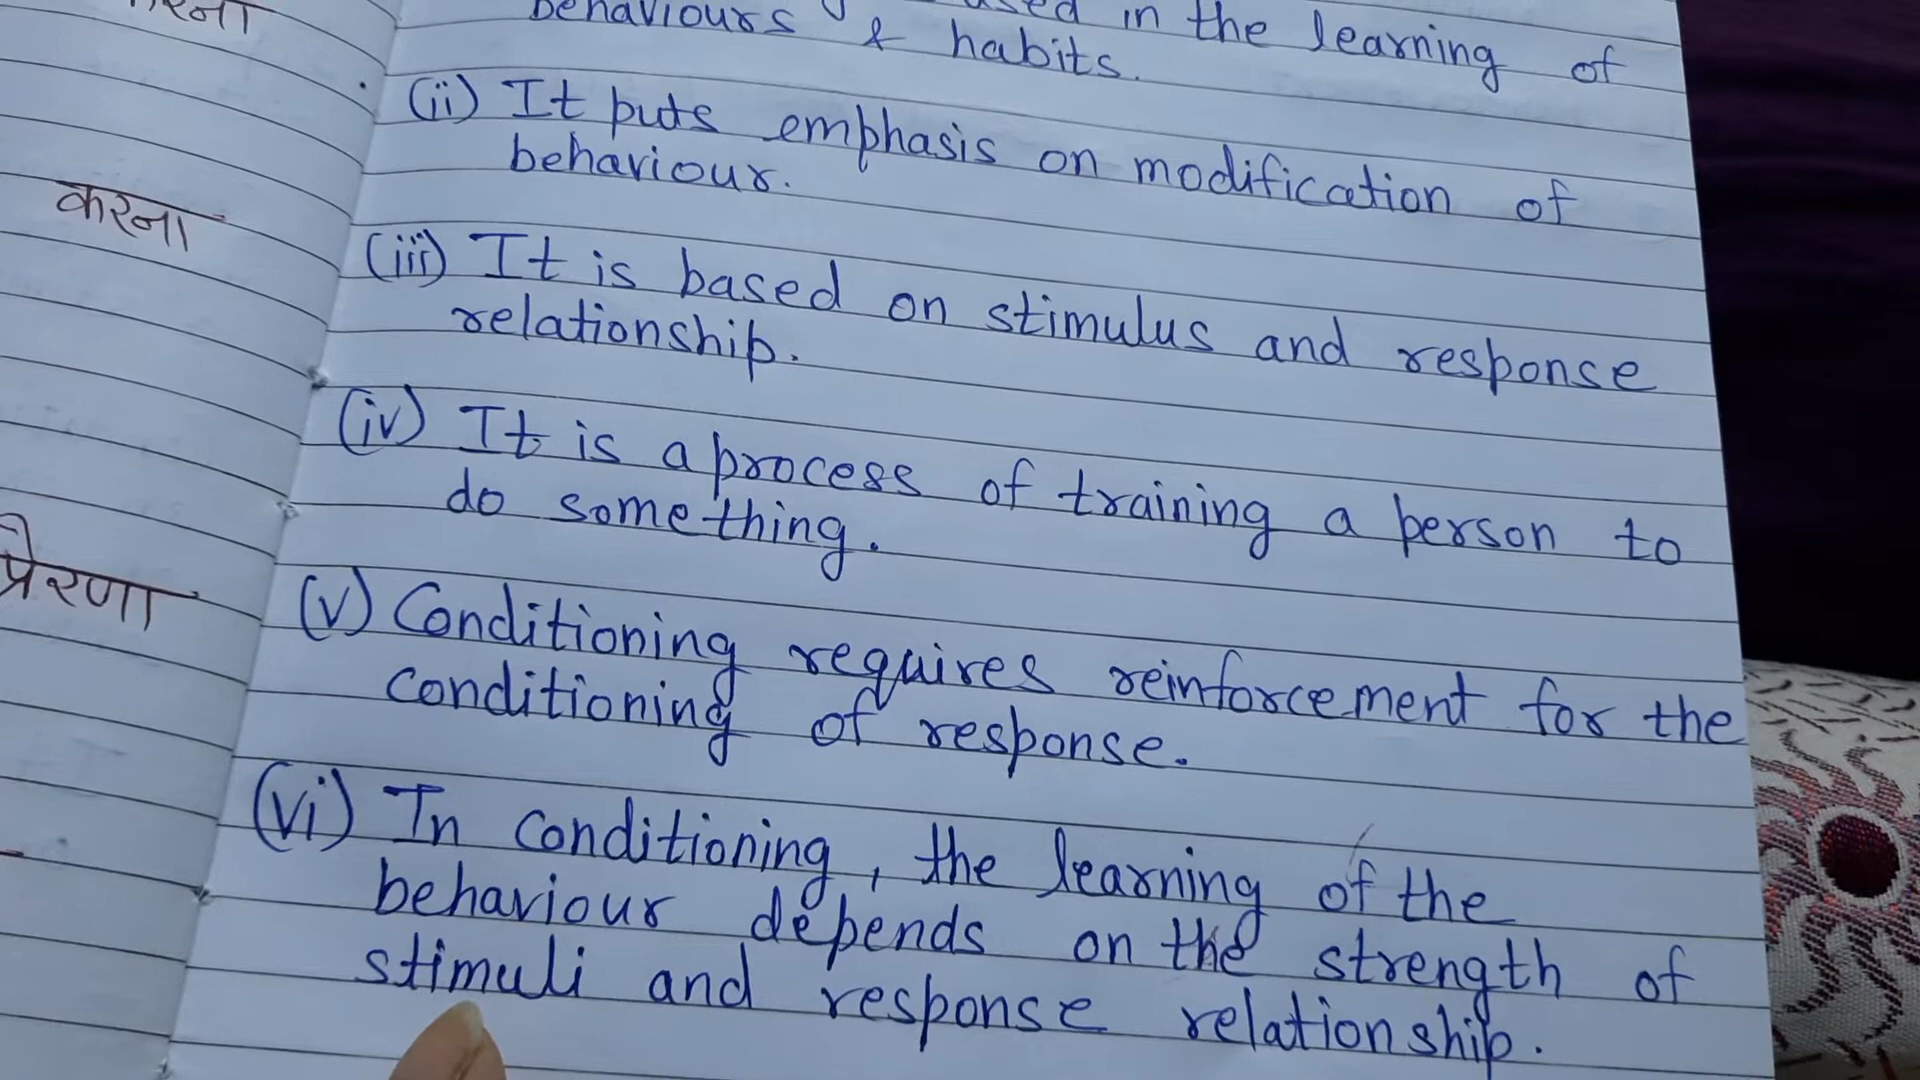 करना
प्रेरणा
used in the learning of
behaviours & habits.
(ii) It puts emphasis on modification of
behaviour.
(iii) It is based on stimulus and response
relationship.
(iv) It is a process of training a person to
do something.
(v) Conditioning requires reinforcement for the
conditioning of response.
(vi) In conditioning, the learning of the
behaviour depends on the strength of
stimuli and response relationship.